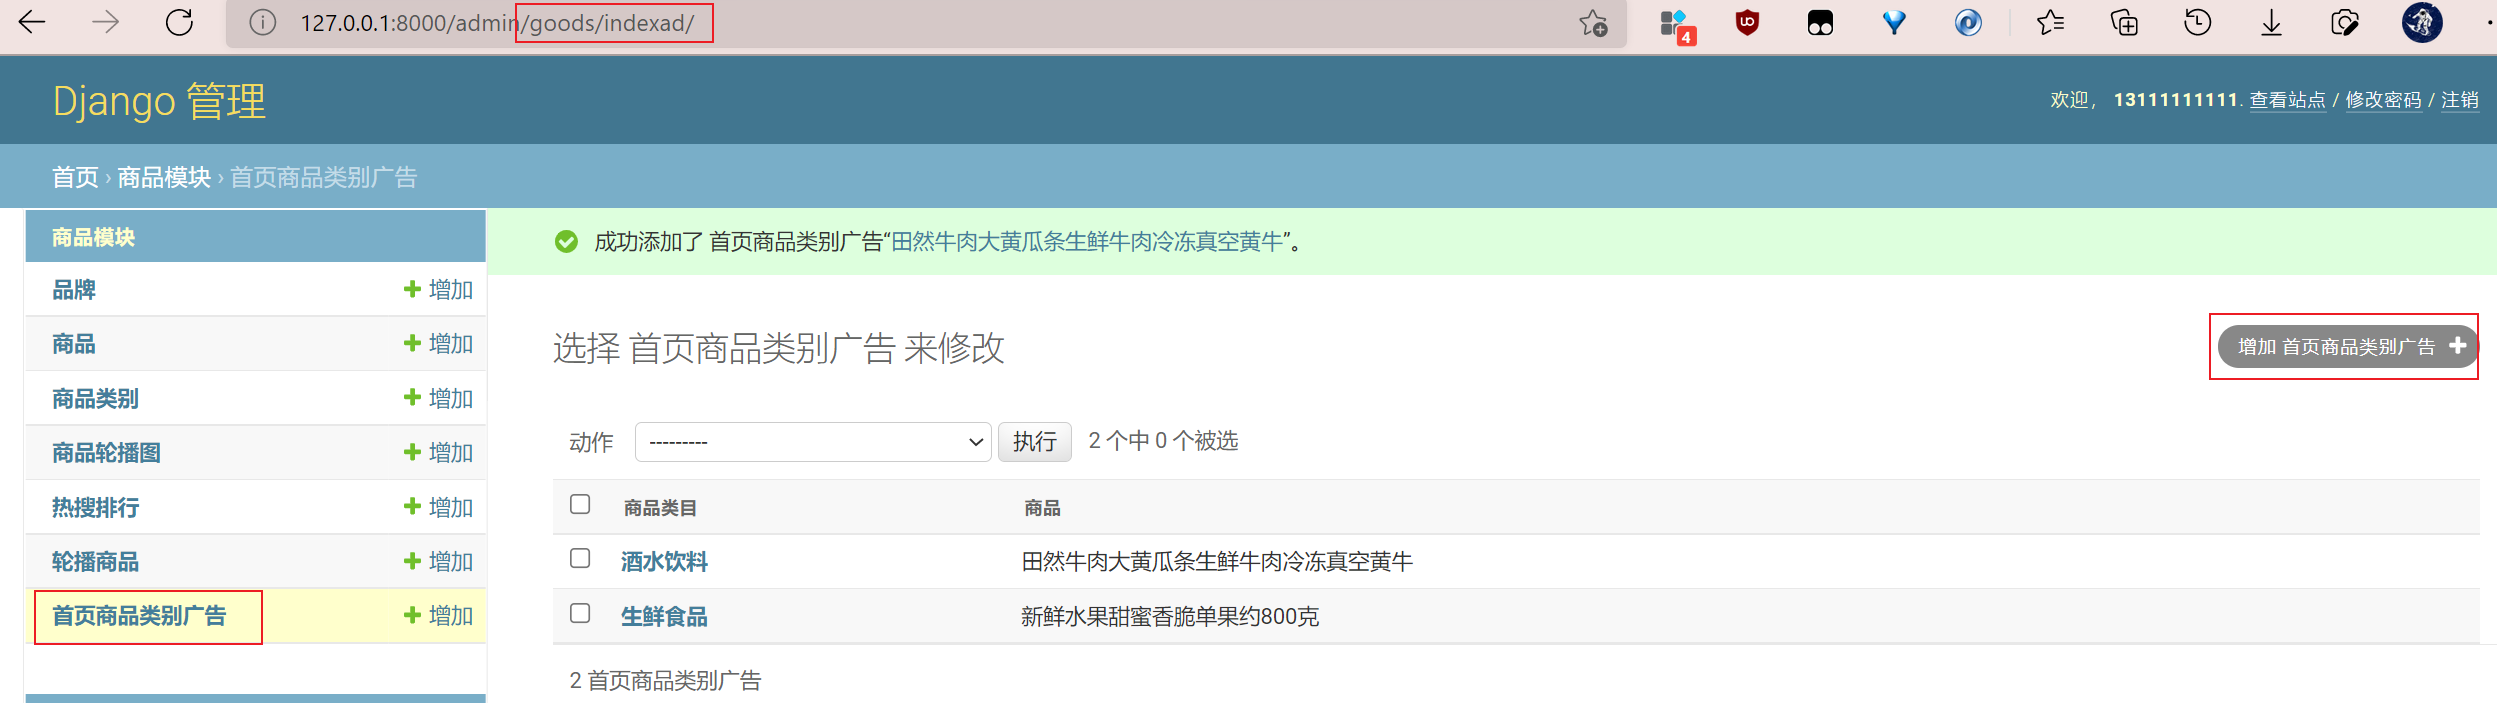 127.0.0.1:8000/admin/goods/indexad/
4
Django 管理
欢迎， 13111111111. 查看站点 / 修改密码 / 注销
首页 › 商品模块 › 首页商品类别广告
商品模块
品牌 增加
商品 增加
商品类别 增加
商品轮播图 增加
热搜排行 增加
轮播商品 增加
首页商品类别广告 增加
成功添加了 首页商品类别广告“田然牛肉大黄瓜条生鲜牛肉冷冻真空黄牛”。
选择 首页商品类别广告 来修改
增加 首页商品类别广告
动作 --------- 执行 2 个中 0 个被选
商品类目 商品
酒水饮料 田然牛肉大黄瓜条生鲜牛肉冷冻真空黄牛
生鲜食品 新鲜水果甜蜜香脆单果约800克
2 首页商品类别广告